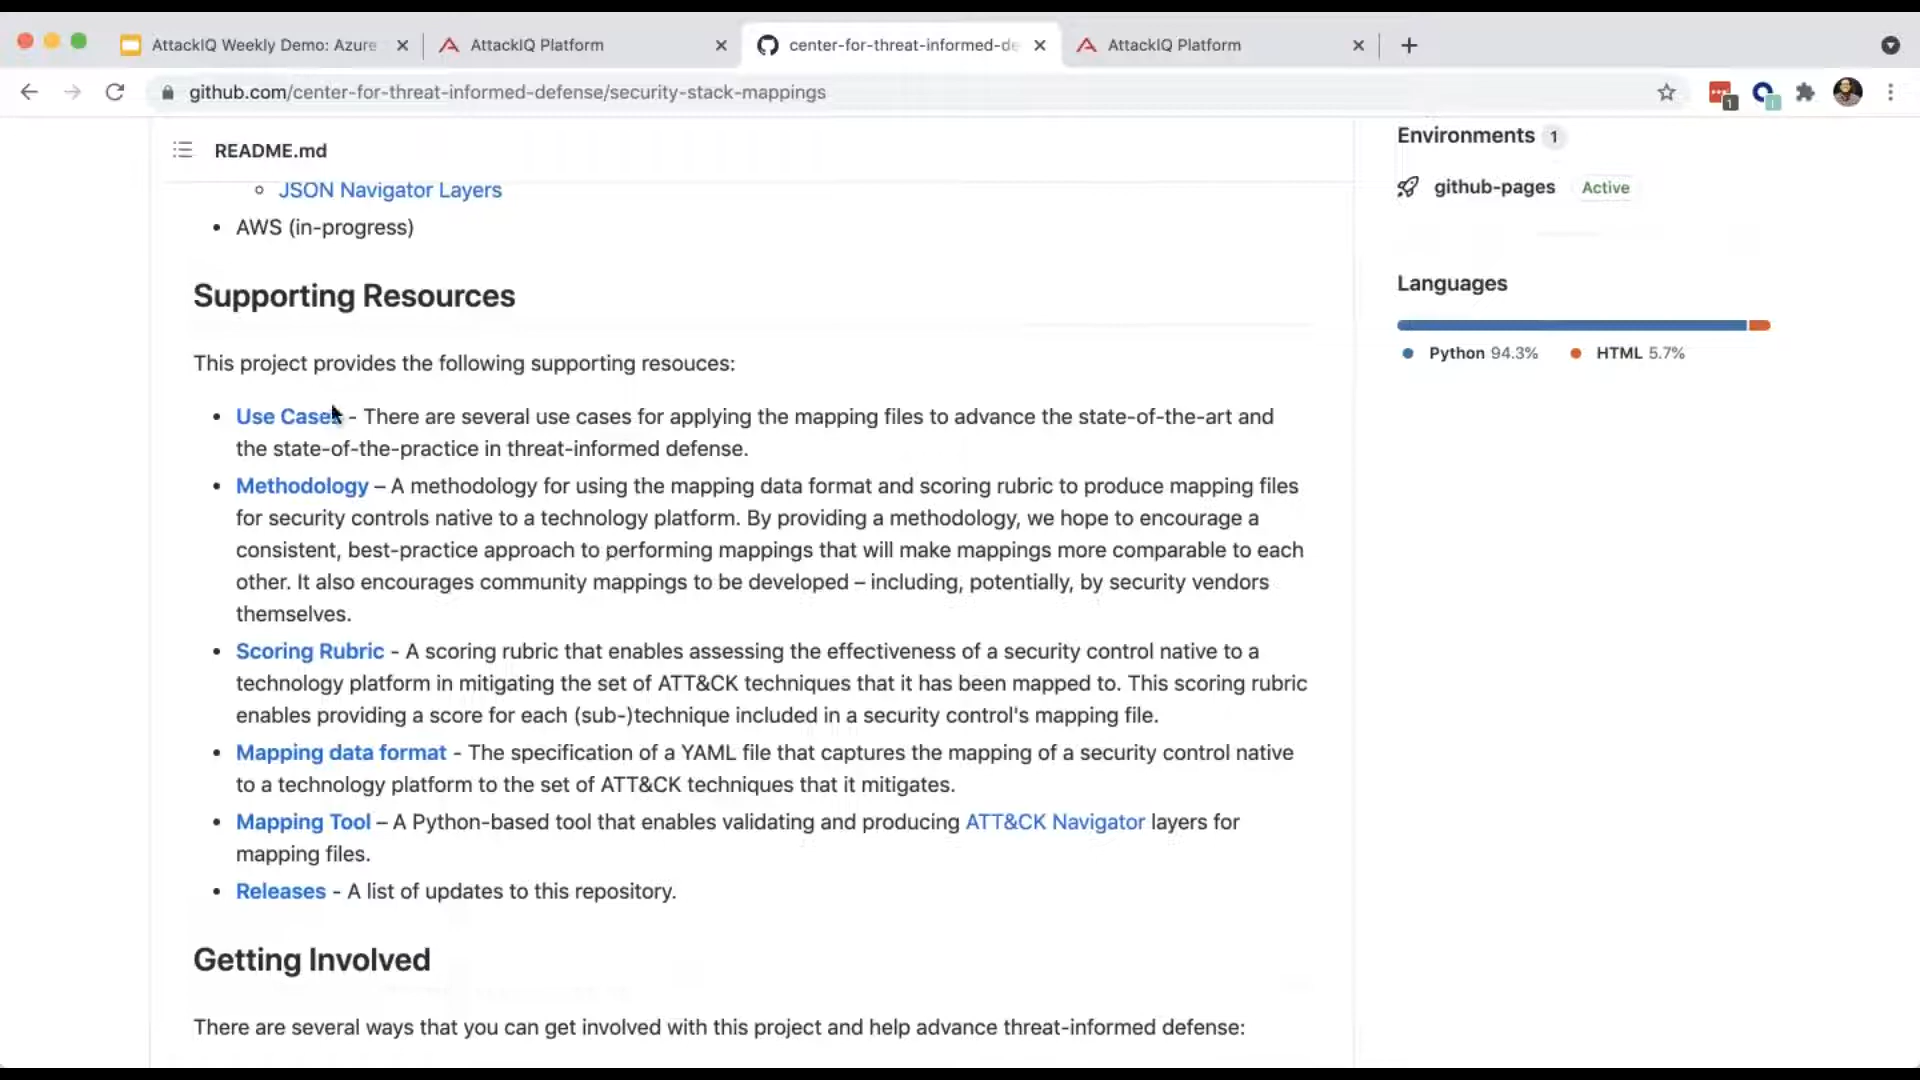 AttackIQ Weekly Demo: Azure
AttackIQ Platform
center-for-threat-informed-de
AttackIQ Platform
github.com/center-for-threat-informed-defense/security-stack-mappings
1
README.md
JSON Navigator Layers
AWS (in-progress)
Supporting Resources
This project provides the following supporting resouces:
Use Cases - There are several use cases for applying the mapping files to advance the state-of-the-art and
the state-of-the-practice in threat-informed defense.
Methodology – A methodology for using the mapping data format and scoring rubric to produce mapping files
for security controls native to a technology platform. By providing a methodology, we hope to encourage a
consistent, best-practice approach to performing mappings that will make mappings more comparable to each
other. It also encourages community mappings to be developed – including, potentially, by security vendors
themselves.
Scoring Rubric - A scoring rubric that enables assessing the effectiveness of a security control native to a
technology platform in mitigating the set of ATT&CK techniques that it has been mapped to. This scoring rubric
enables providing a score for each (sub-)technique included in a security control's mapping file.
Mapping data format - The specification of a YAML file that captures the mapping of a security control native
to a technology platform to the set of ATT&CK techniques that it mitigates.
Mapping Tool – A Python-based tool that enables validating and producing ATT&CK Navigator layers for
mapping files.
Releases - A list of updates to this repository.
Getting Involved
There are several ways that you can get involved with this project and help advance threat-informed defense:
Environments 1
github-pages Active
Languages
Python 94.3% HTML 5.7%